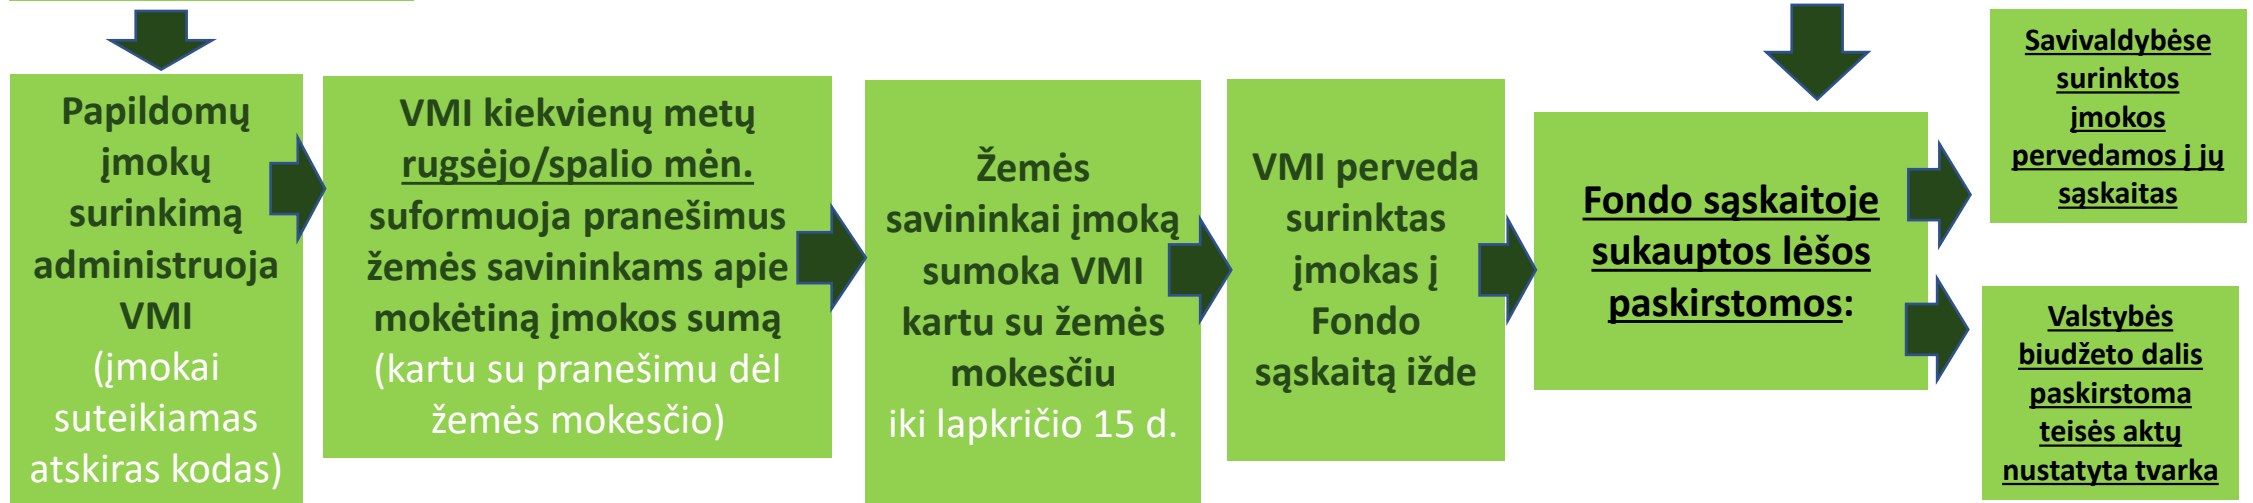 Papildomų
įmokų
surinkimą
administruoja
VMI
(įmokai
suteikiamas
atskiras kodas)
VMI kiekvienų metų
rugsėjo/spalio mėn.
suformuoja pranešimus
žemės savininkams apie
mokėtiną įmokos sumą
(kartu su pranešimu dėl
žemės mokesčio)
Žemės
savininkai įmoką
sumoka VMI
kartu su žemės
mokesčiu
iki lapkričio 15 d.
VMI perveda
surinktas
įmokas į
Fondo
sąskaitą ižde
Fondo sąskaitoje
sukauptos lėšos
paskirstomos:
Savivaldybėse
surinktos
įmokos
pervedamos į jų
sąskaitas
Valstybės
biudžeto dalis
paskirstoma
teisės aktų
nustatyta tvarka